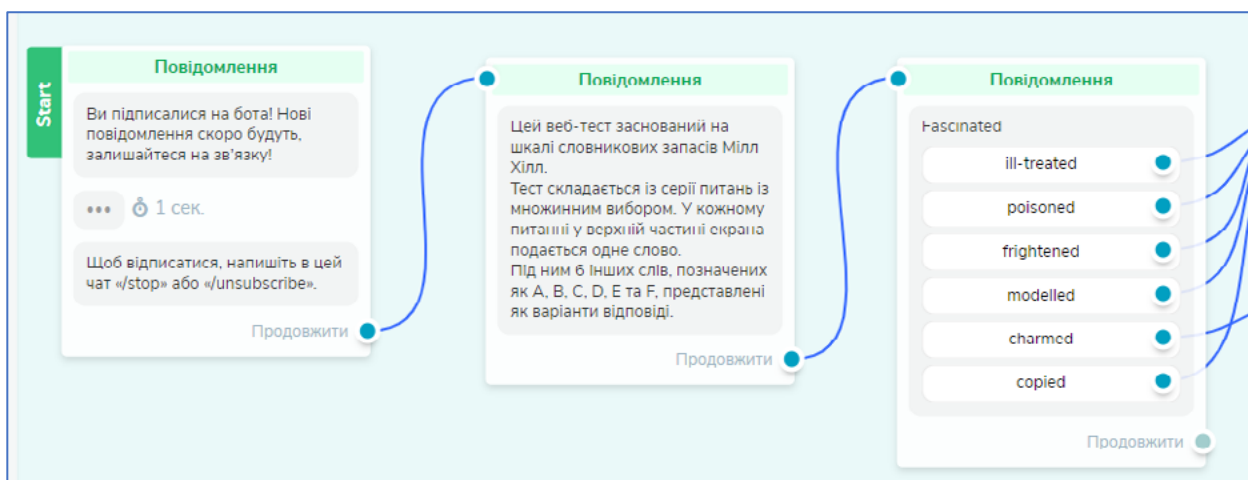 Start
Повідомлення
Ви підписалися на бота! Нові
повідомлення скоро будуть,
залишайтеся на зв'язку!
1 сек.
Щоб відписатися, напишіть в цей
чат «/stop» або «/unsubscribe».
Продовжити
Повідомлення
Цей веб-тест заснований на
шкалі словникових запасів Мілл
Хілл.
Тест складається із серії питань із
множинним вибором. У кожному
питанні у верхній частині екрана
подається одне слово.
Під ним 6 інших слів, позначених
як A, B, C, D, E та F, представлені
як варіанти відповіді.
Продовжити
Повідомлення
Fascinated
ill-treated
poisoned
frightened
modelled
charmed
copied
Продовжити